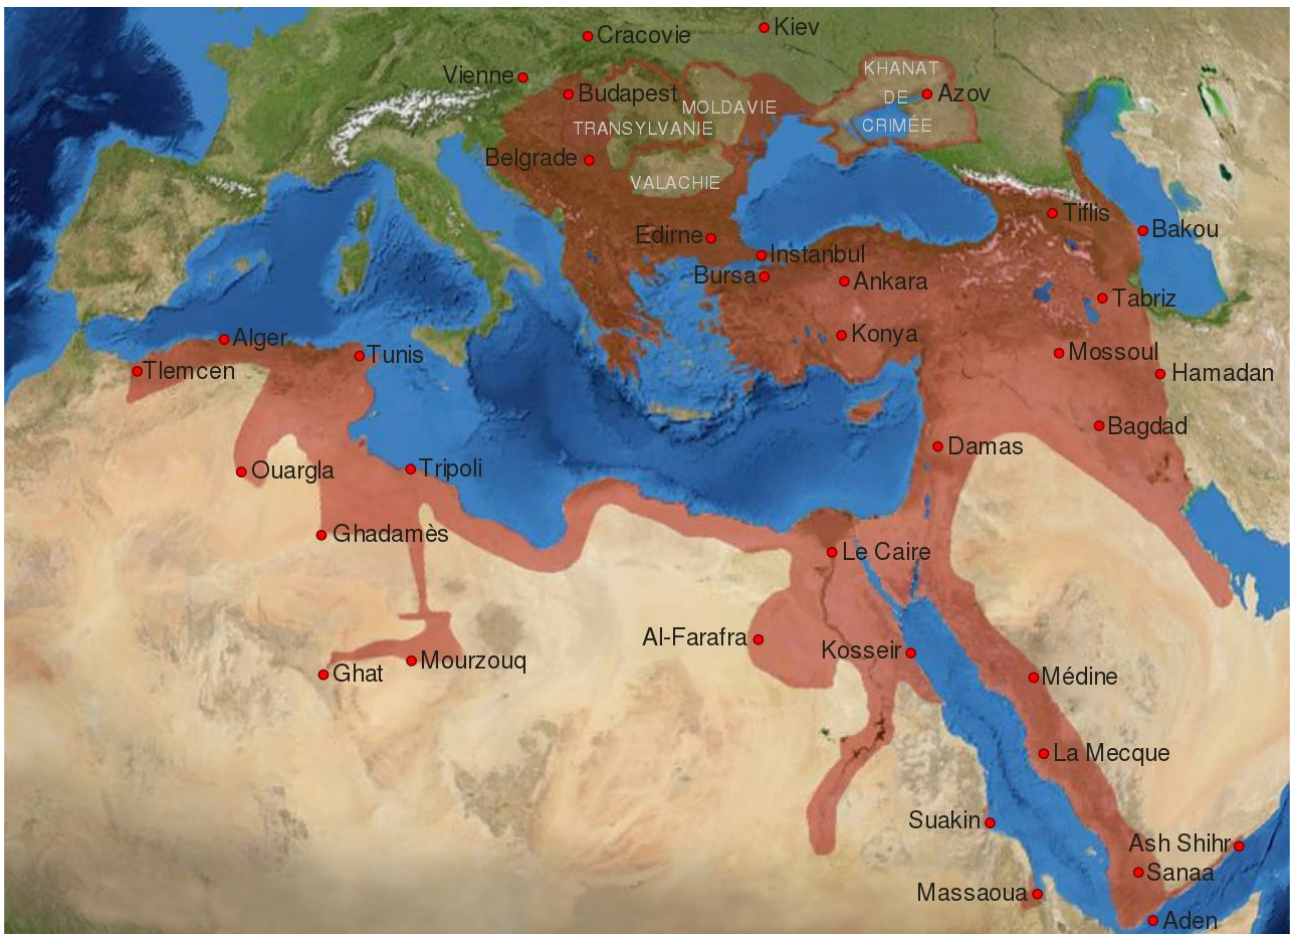 Cracovie
Kiev
Vienne
KHANAT
Budapest
MOLDAVIE
DE
Azov
TRANSYLVANIE
CRIMÉE
Belgrade
VALACHIE
Tiflis
Edirne
Bakou
Instanbul
Bursa
Ankara
Tabriz
Alger
Konya
Tunis
Mossoul
Tlemcen
Hamadan
Bagdad
Damas
Ouargla
Tripoli
Ghadamès
Le Caire
Al-Farafra
Kosseir
Mourzouq
Ghat
Médine
La Mecque
Suakin
Ash Shihr
Sanaa
Massaoua
Aden